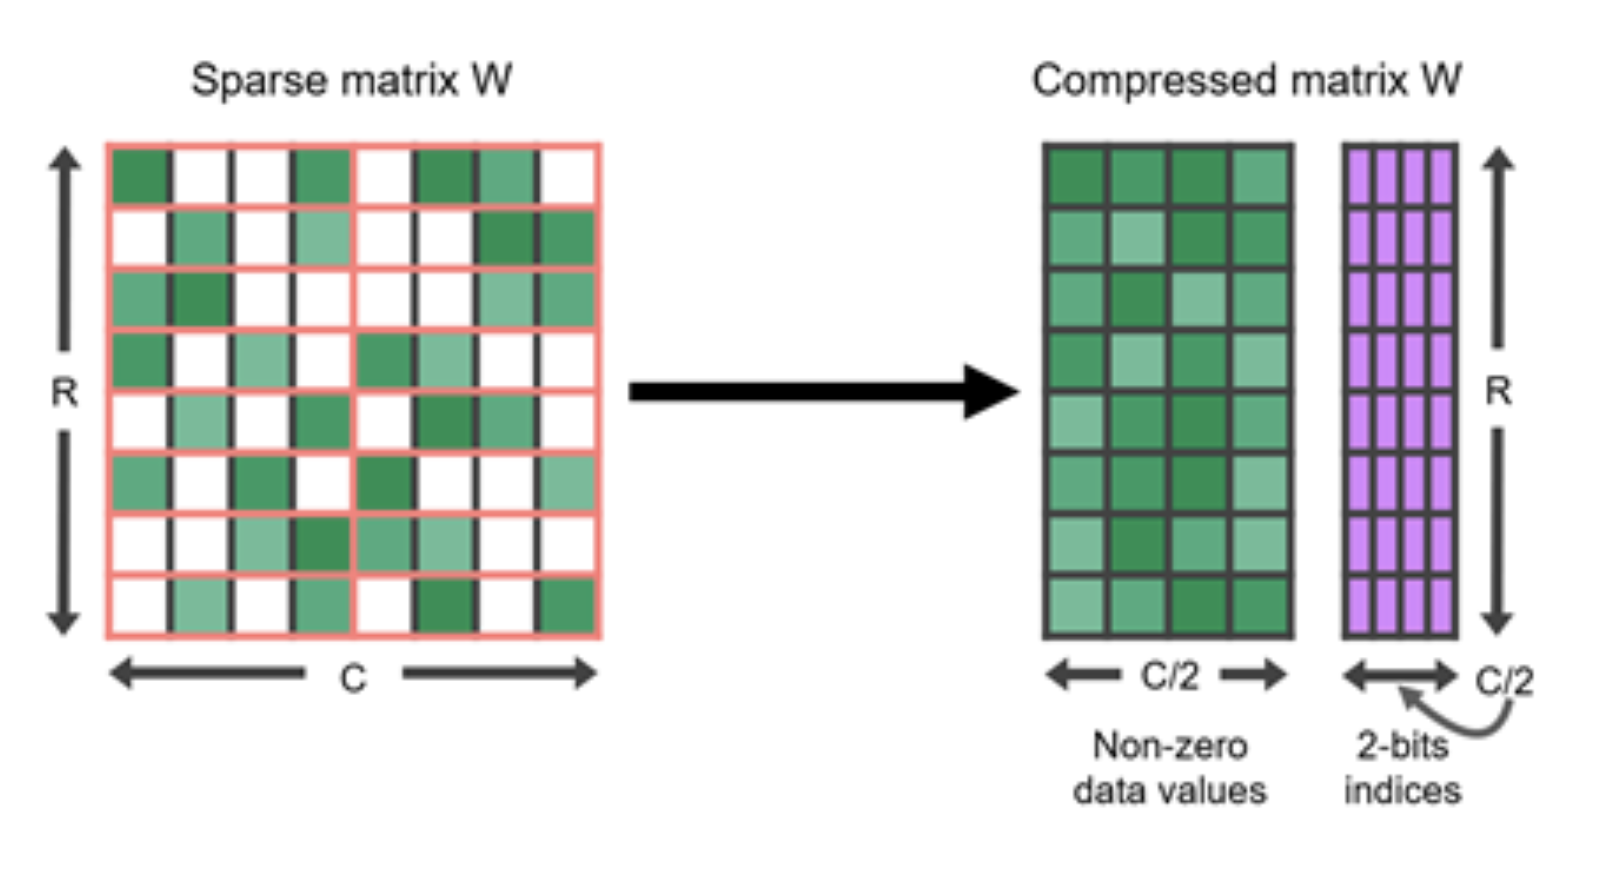 Sparse matrix W
Compressed matrix W
R
R
C
C/2
C/2
Non-zero
data values
2-bits
indices